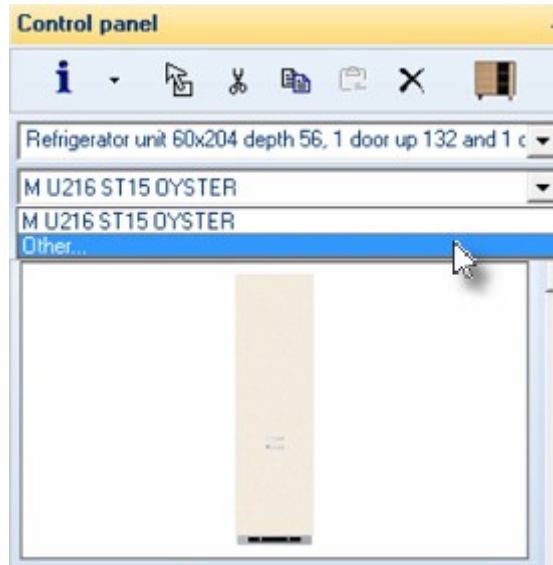 Control panel
Refrigerator unit 60x204 depth 56, 1 door up 132 and 1
M U216 ST15 OYSTER
M U216 ST15 OYSTER
Other...